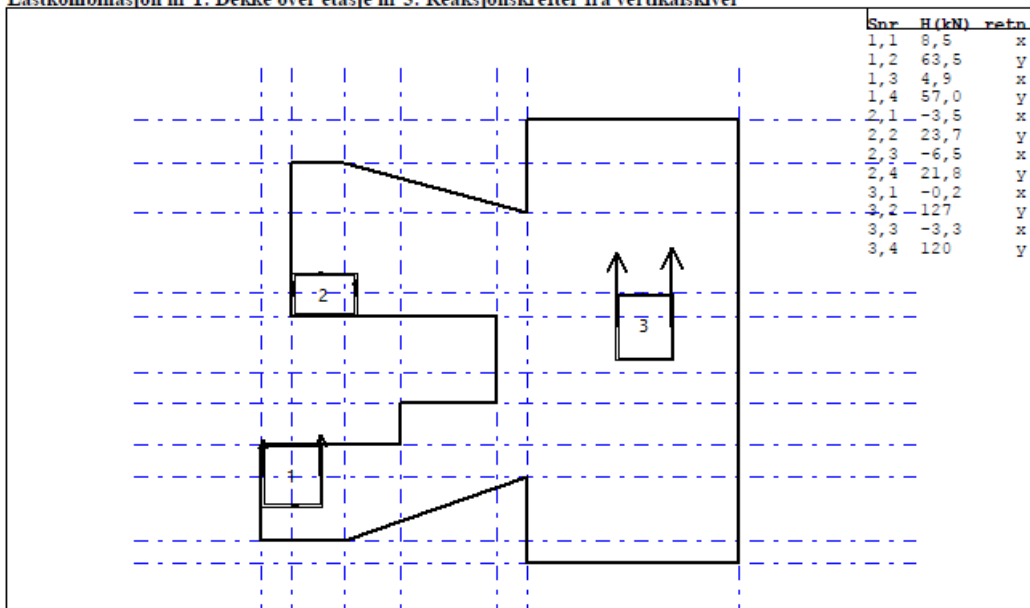 Lastkombinasjon nr 1: Dekke over etasje nr 3: Reaksjonskrefter fra vertikalskiver
Snr H(kN) retn
1,1 8,5 x
1,2 63,5 y
1,3 4,9 x
1,4 57,0 y
2,1 -3,5 x
2,2 23,7 y
2,3 -6,5 x
2,4 21,8 y
3,1 -0,2 x
3,2 127 y
3,3 -3,3 x
3,4 120 y
2
3
1